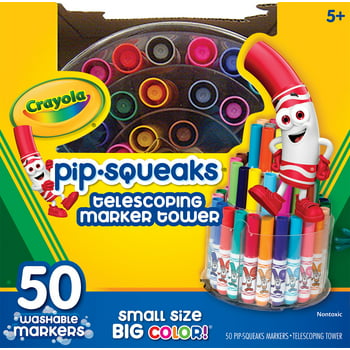 5+
Crayola
pip·squeaks
telescoping
marker tower
50
washable
markers
small size
BIG COLOR!
Nontoxic
50 PIP·SQUEAKS MARKERS·TELESCOPING TOWER